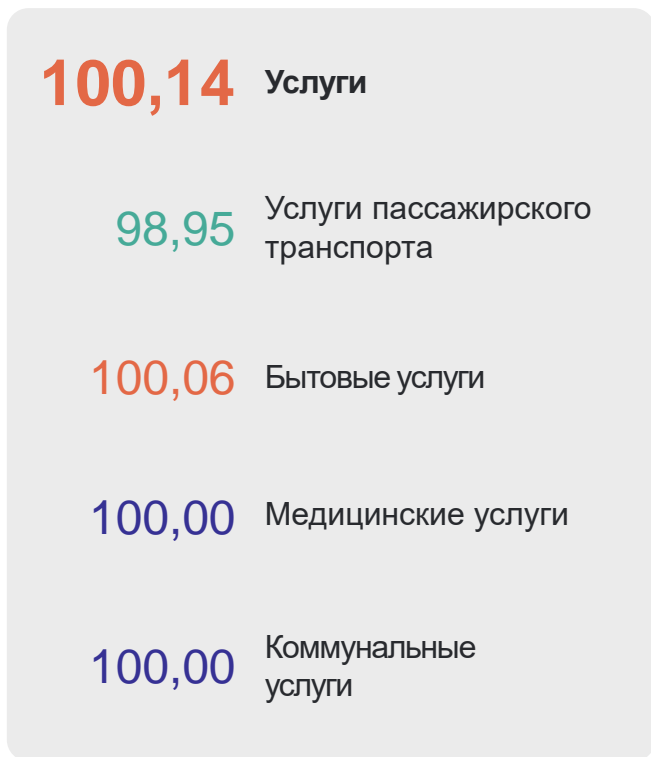 100,14 Услуги
98,95 Услуги пассажирского
транспорта
100,06 Бытовые услуги
100,00 Медицинские услуги
100,00 Коммунальные
услуги